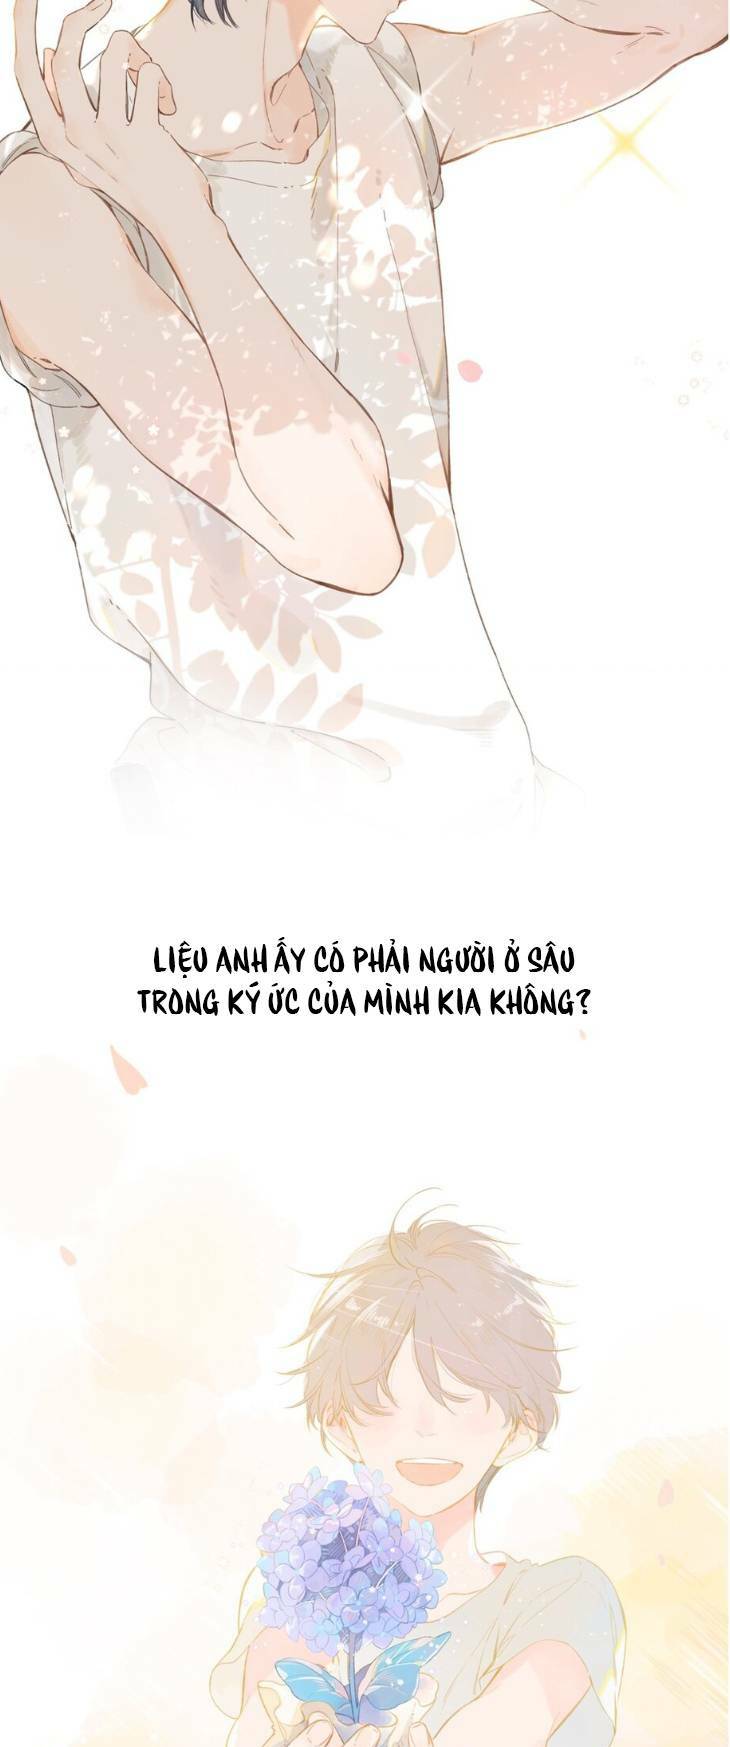 LIỆU ANH ẤY CÓ PHẢI NGƯỜI Ở SÂU
TRONG KÝ ỨC CỦA MÌNH KIA KHÔNG?